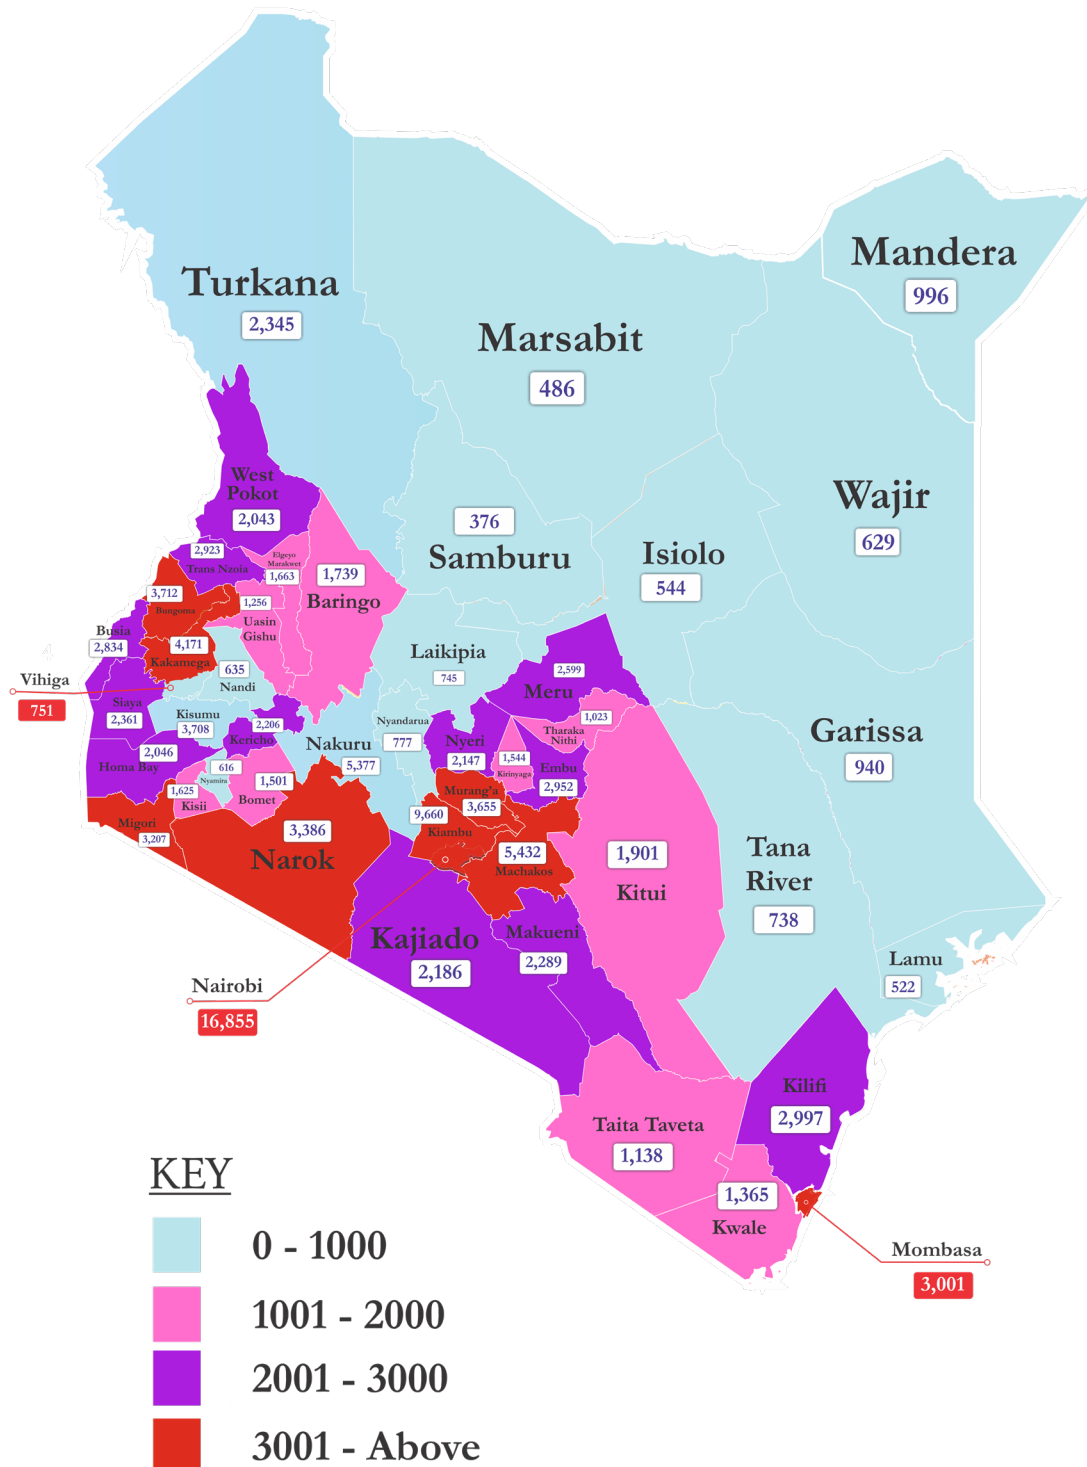 Turkana
2,345
Marsabit
486
Mandera
996
Wajir
629
376
Samburu
Isiolo
544
West
Pokot
2,043
2,923
Trans Nzoia
Elgeyo
Marakwet
1,663
1,739
Baringo
3,712
Bungoma
1,256
Uasin
Gishu
Busia
2,834
4,171
Kakamega
635
Nandi
Laikipia
745
2,599
Meru
Vihiga
751
Siaya
2,361
Kisumu
3,708
2,206
Kericho
Nyandarua
777
1,023
Tharaka
Nithi
Garissa
940
2,046
Homa Bay
Nakuru
5,377
Nyeri
2,147
1,544
Kirinyaga
Embu
2,952
616
Nyamira
1,625
Kisii
1,501
Bomet
Murang'a
3,655
9,660
Kiambu
Migori
3,207
3,386
Narok
5,432
Machakos
1,901
Kitui
Tana
River
738
Kajiado
2,186
Makueni
2,289
Lamu
522
Nairobi
16,855
Kilifi
2,997
Taita Taveta
1,138
1,365
Kwale
Mombasa
3,001
KEY
0 - 1000
1001 - 2000
2001 - 3000
3001 - Above